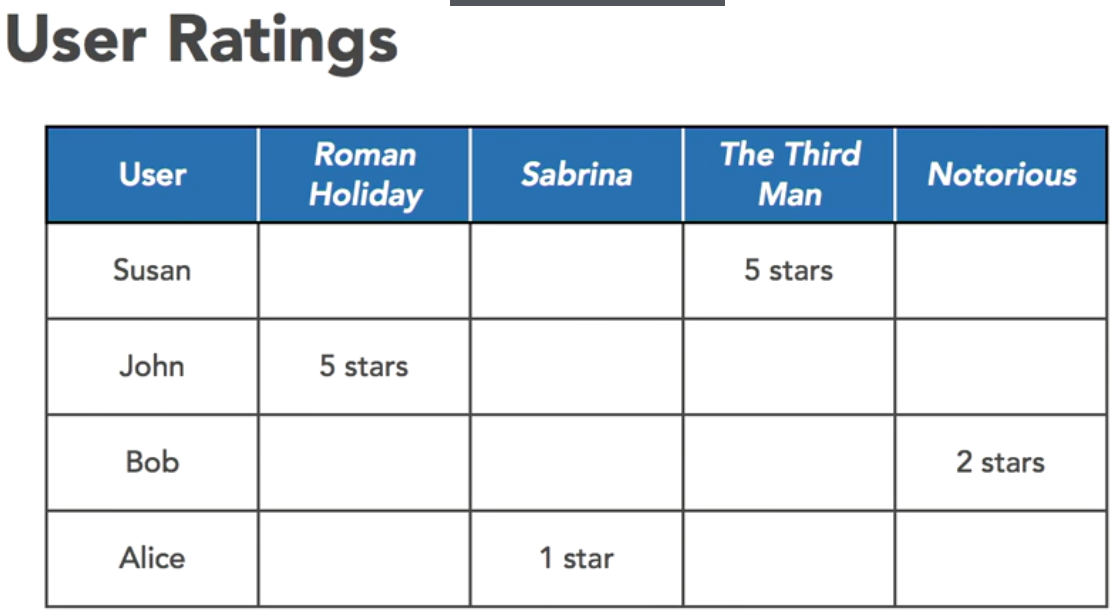 User Ratings
User Roman Holiday Sabrina The Third Man Notorious
Susan 5 stars
John 5 stars
Bob 2 stars
Alice 1 star